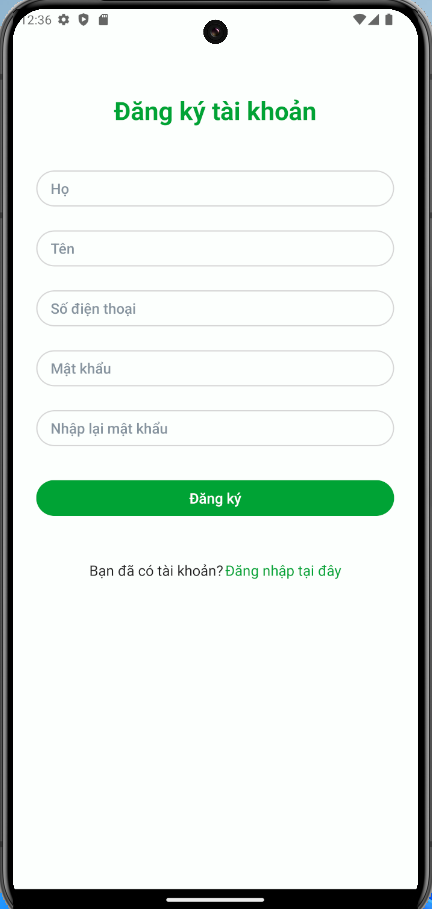 12:36
Đăng ký tài khoản
Họ
Tên
Số điện thoại
Mật khẩu
Nhập lại mật khẩu
Đăng ký
Bạn đã có tài khoản? Đăng nhập tại đây